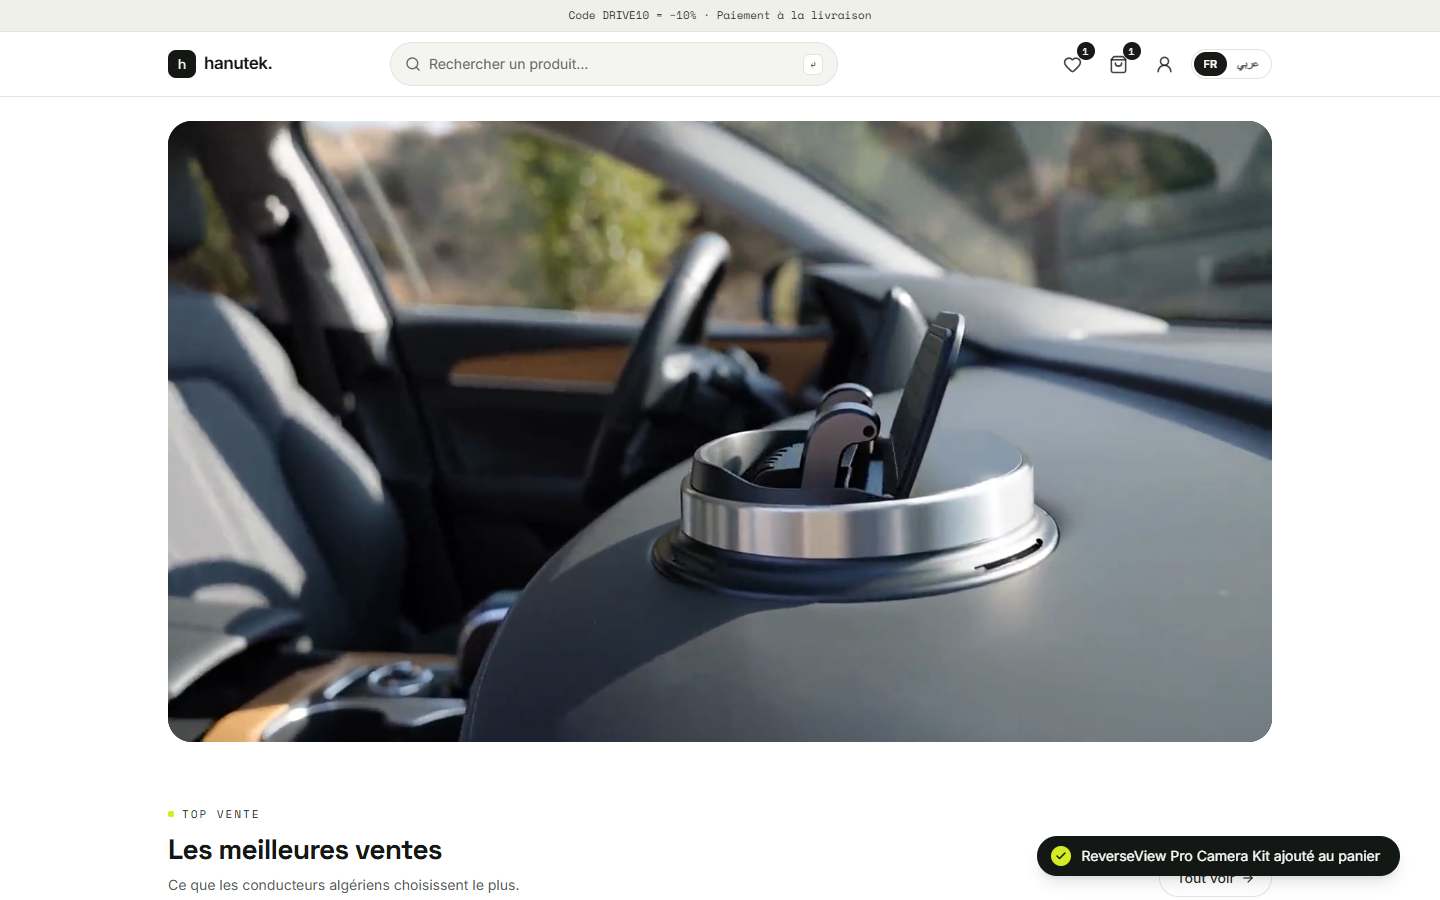 Code DRIVE10 = -10% · Paiement à la livraison
h hanutek.
Rechercher un produit...
1
1
FR عربي
TOP VENTE
Les meilleures ventes
Ce que les conducteurs algériens choisissent le plus.
ReverseView Pro Camera Kit ajouté au panier
Tout voir →